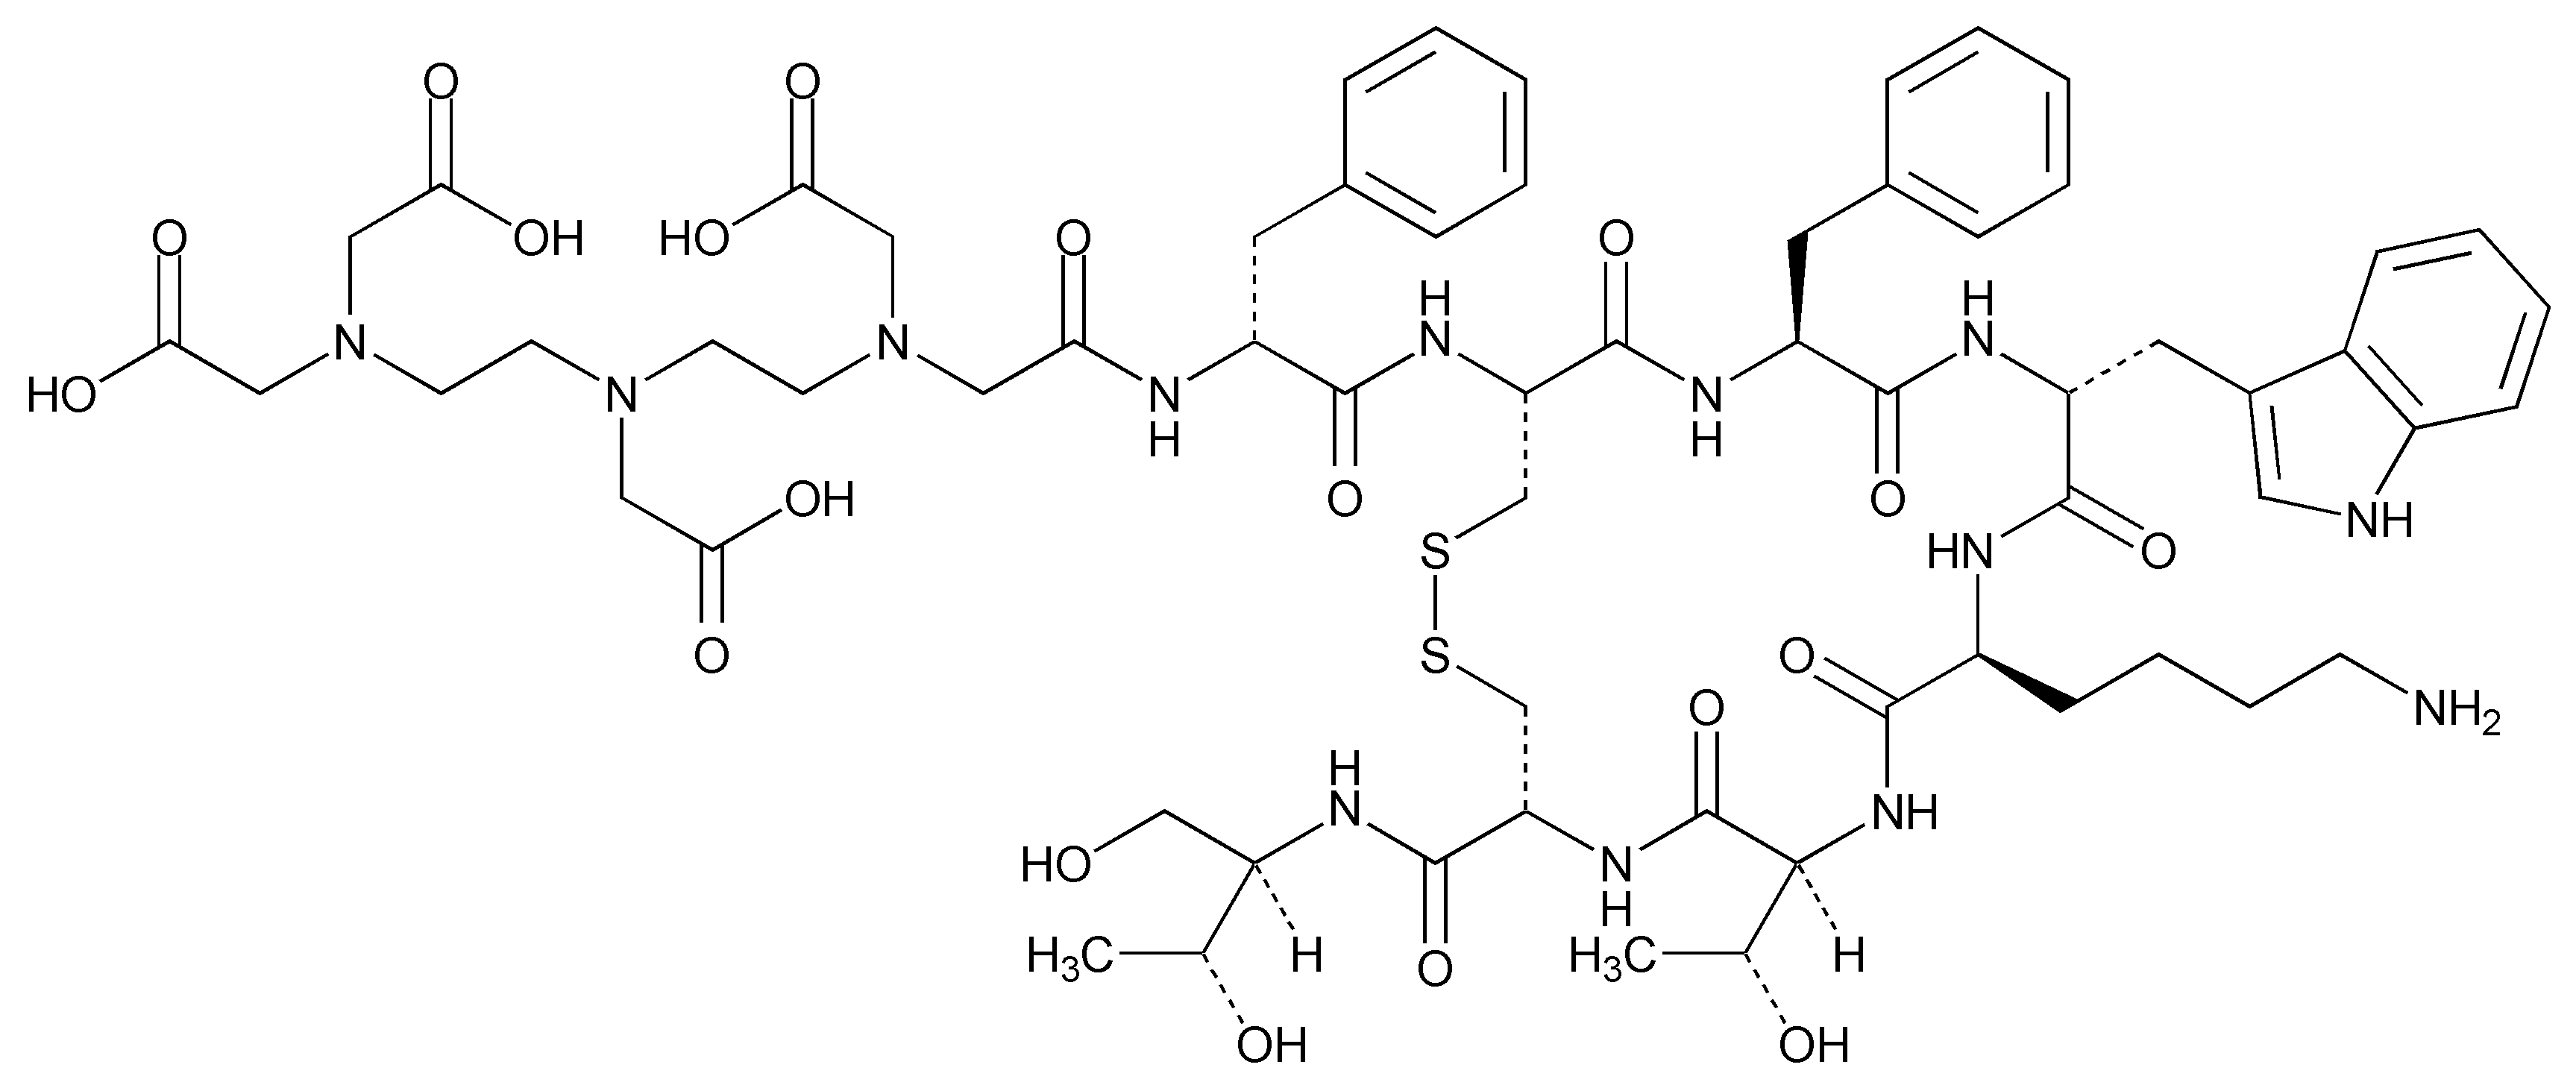 O O
O OH HO O O
H H
N N N N
HO N N N
H H
OH O O NH
S HN O
O S O
O NH2
H
N NH
HO N
H
H3C H O H3C H
OH OH